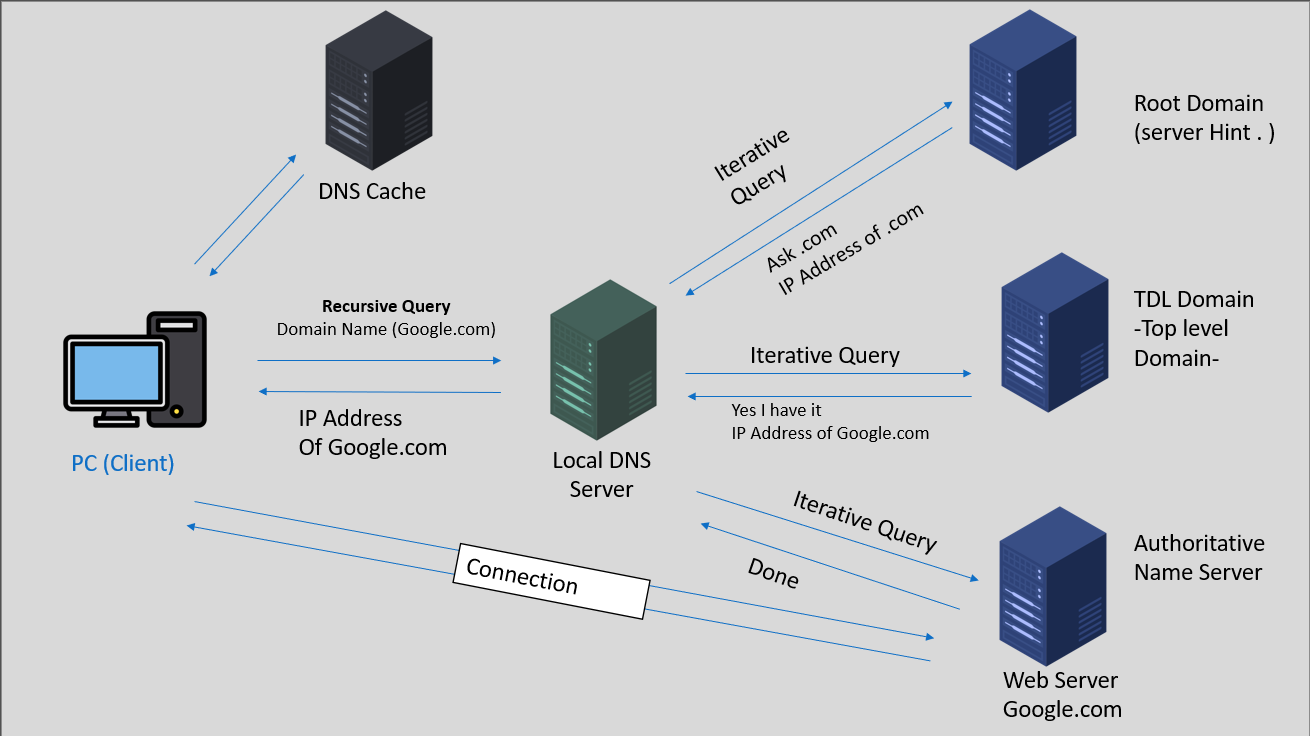 DNS Cache
Root Domain
(server Hint . )
Iterative
Query
Ask .com
IP Address of .com
Recursive Query
Domain Name (Google.com)
IP Address
Of Google.com
PC (Client)
Local DNS
Server
Iterative Query
Yes I have it
IP Address of Google.com
TDL Domain
-Top level
Domain-
Iterative Query
Done
Connection
Authoritative
Name Server
Web Server
Google.com